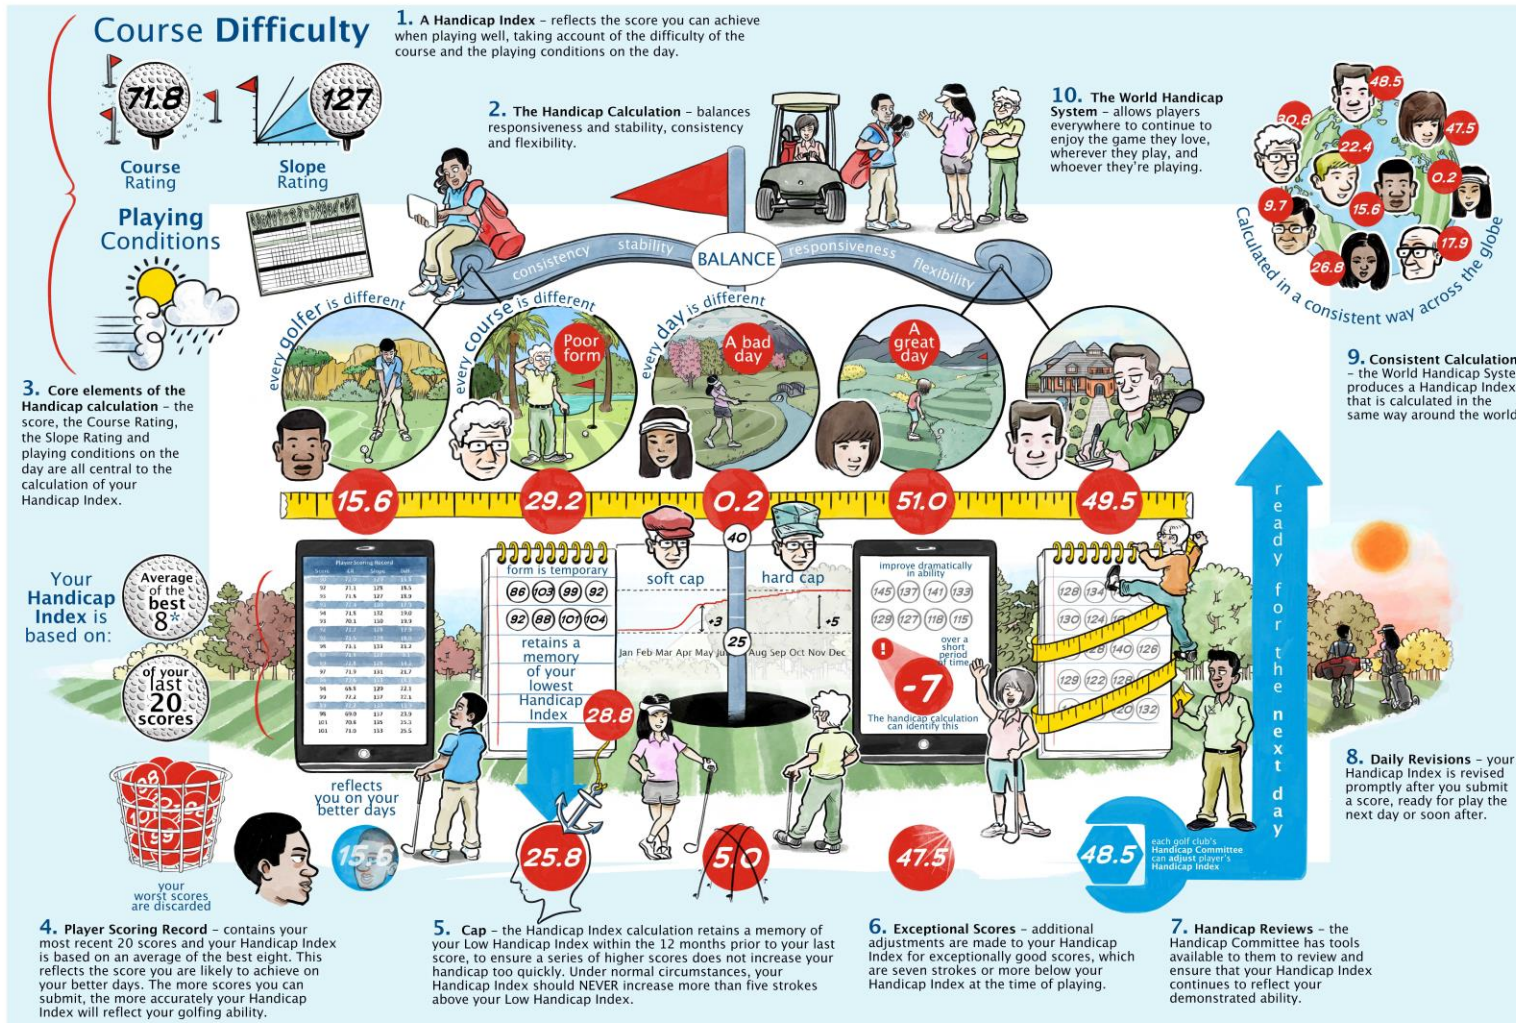 Course Difficulty
71.8
127
Course
Rating
Slope
Rating
Playing
Conditions
1. A Handicap Index – reflects the score you can achieve
when playing well, taking account of the difficulty of the
course and the playing conditions on the day.
2. The Handicap Calculation – balances
responsiveness and stability, consistency
and flexibility.
10. The World Handicap
System – allows players
everywhere to continue to
enjoy the game they love,
wherever they play, and
whoever they're playing.
48.5
30.8
47.5
22.4
0.2
9.7
15.6
17.9
26.8
Calculated in a consistent way across the globe
consistency
stability
BALANCE
responsiveness
flexibility
every golfer is different
every course is different
every day is different
Poor
form
A bad
day
A
great
day
3. Core elements of the
Handicap calculation – the
score, the Course Rating,
the Slope Rating and
playing conditions on the
day are all central to the
calculation of your
Handicap Index.
9. Consistent Calculation
– the World Handicap Syste
produces a Handicap Index
that is calculated in the
same way around the world
15.6
29.2
0.2
51.0
49.5
Your
Handicap
Index is
based on:
Average
of the
best
8*
of your
last
20
scores
Player Scoring Record
form is temporary
86 103 99 92
92 88 101 104
retains a
memory
of your
lowest
Handicap
Index
28.8
soft cap
hard cap
40
+3
+5
25
Jan Feb Mar Apr May Ju Aug Sep Oct Nov Dec
improve dramatically
in ability
145 137 141 133
129 127 118 115
!
over a
short
period
of time
-7
The handicap calculation
can identify this
128 134
130 124
28 140 126
129 122 128
20 132
ready for the next day
reflects
you on your
better days
15.6
25.8
5.0
47.5
48.5
each golf club's
Handicap Committee
can adjust player's
Handicap Index
98
99
your
worst scores
are discarded
8. Daily Revisions – your
Handicap Index is revised
promptly after you submit
a score, ready for play the
next day or soon after.
4. Player Scoring Record – contains your
most recent 20 scores and your Handicap Index
is based on an average of the best eight. This
reflects the score you are likely to achieve on
your better days. The more scores you can
submit, the more accurately your Handicap
Index will reflect your golfing ability.
5. Cap – the Handicap Index calculation retains a memory of
your Low Handicap Index within the 12 months prior to your last
score, to ensure a series of higher scores does not increase your
handicap too quickly. Under normal circumstances, your
Handicap Index should NEVER increase more than five strokes
above your Low Handicap Index.
6. Exceptional Scores – additional
adjustments are made to your Handicap
Index for exceptionally good scores, which
are seven strokes or more below your
Handicap Index at the time of playing.
7. Handicap Reviews – the
Handicap Committee has tools
available to them to review and
ensure that your Handicap Index
continues to reflect your
demonstrated ability.